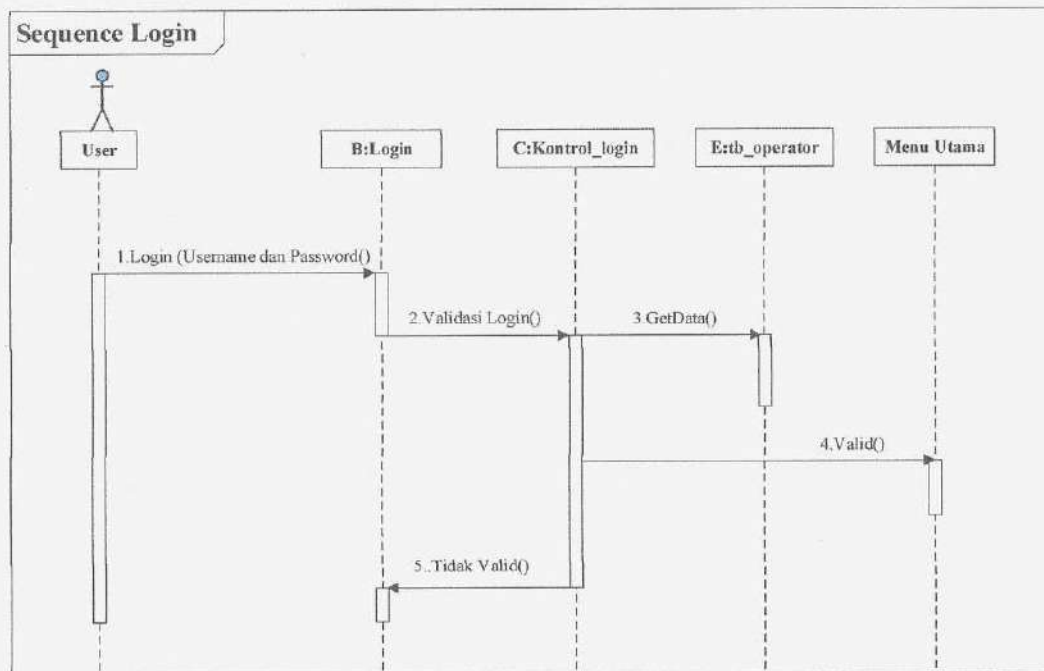 Sequence Login
User
B:Login
C:Kontrol_login
E:tb_operator
Menu Utama
1.Login (Username dan Password()
2.Validasi Login()
3.GetData()
4.Valid()
5..Tidak Valid()